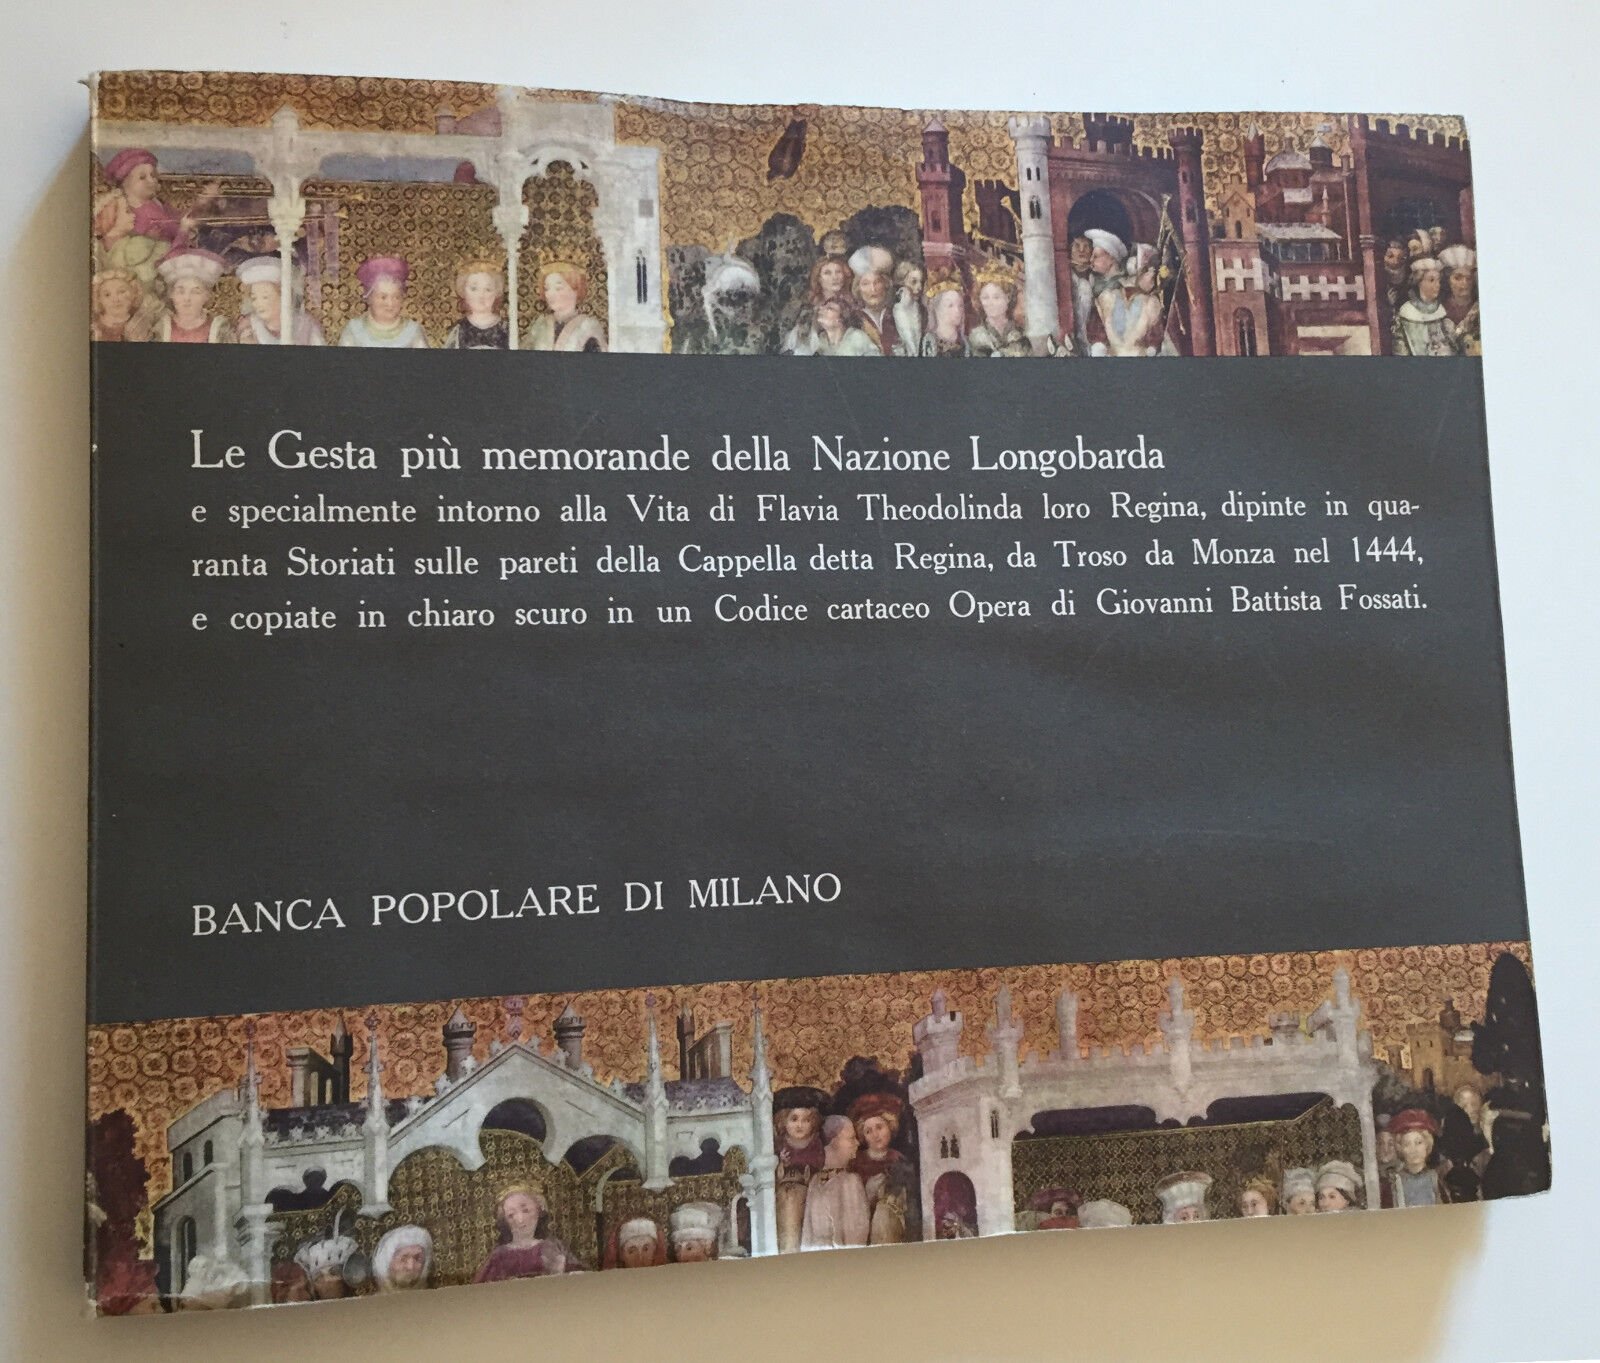 Le Gesta più memorande della Nazione Longobarda
e specialmente intorno alla Vita di Flavia Theodolinda loro Regina, dipinte in qua-
ranta Storiati sulle pareti della Cappella detta Regina, da Troso da Monza nel 1444,
e copiate in chiaro scuro in un Codice cartaceo Opera di Giovanni Battista Fossati.
BANCA POPOLARE DI MILANO